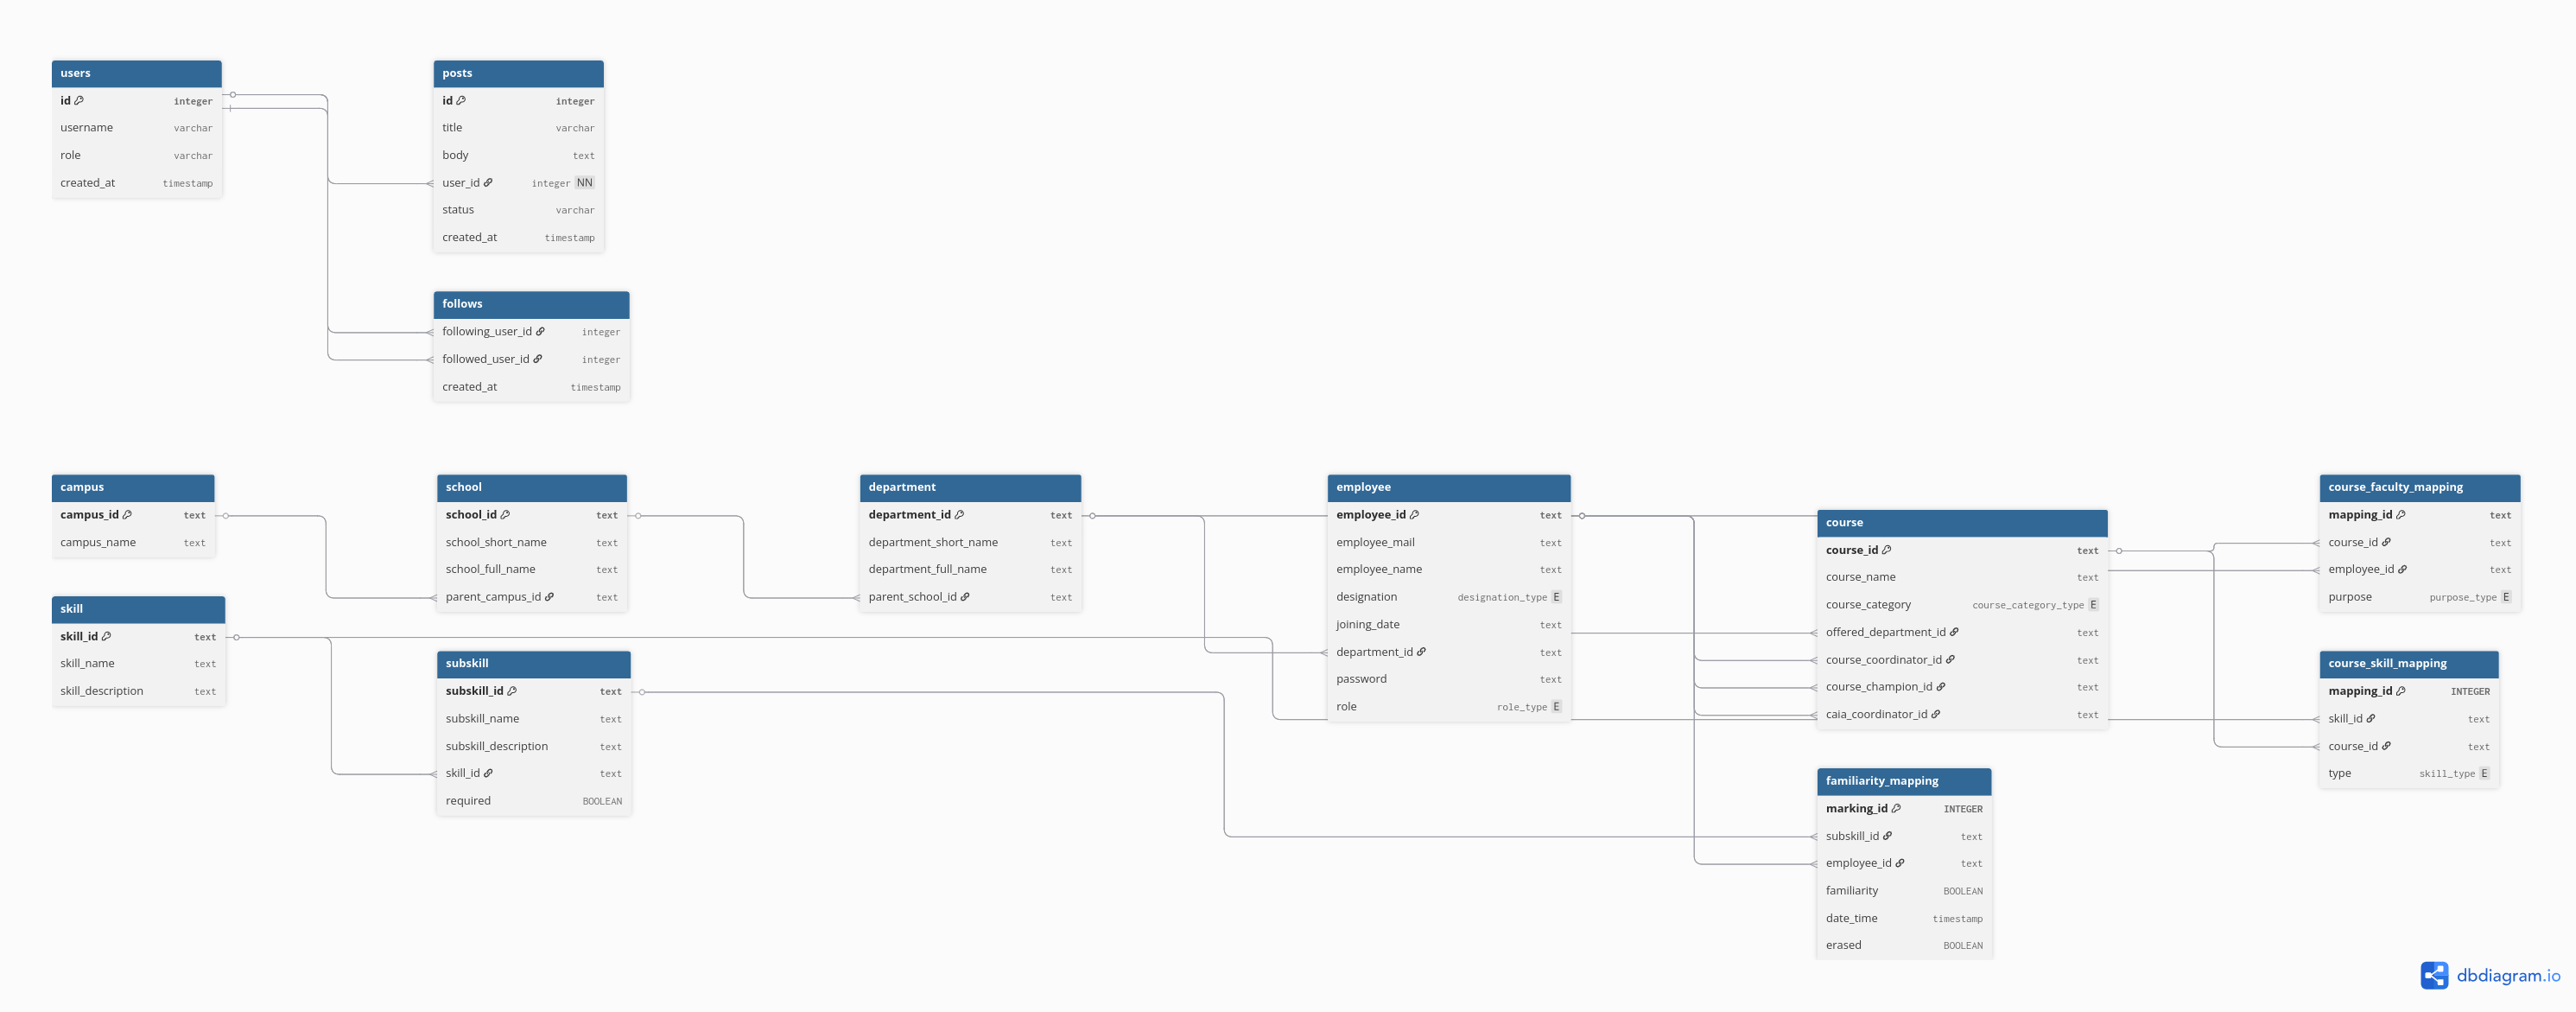 users
id integer
username varchar
role varchar
created_at timestamp
posts
id integer
title varchar
body text
user_id integer NN
status varchar
created_at timestamp
follows
following_user_id integer
followed_user_id integer
created_at timestamp
campus
campus_id text
campus_name text
school
school_id text
school_short_name text
school_full_name text
parent_campus_id text
department
department_id text
department_short_name text
department_full_name text
parent_school_id text
employee
employee_id text
employee_mail text
employee_name text
designation designation_type E
joining_date text
department_id text
password text
role role_type E
course
course_id text
course_name text
course_category course_category_type E
offered_department_id text
course_coordinator_id text
course_champion_id text
caia_coordinator_id text
course_faculty_mapping
mapping_id text
course_id text
employee_id text
purpose purpose_type E
skill
skill_id text
skill_name text
skill_description text
subskill
subskill_id text
subskill_name text
subskill_description text
skill_id text
required BOOLEAN
course_skill_mapping
mapping_id INTEGER
skill_id text
course_id text
type skill_type E
familiarity_mapping
marking_id INTEGER
subskill_id text
employee_id text
familiarity BOOLEAN
date_time timestamp
erased BOOLEAN
dbdiagram.io